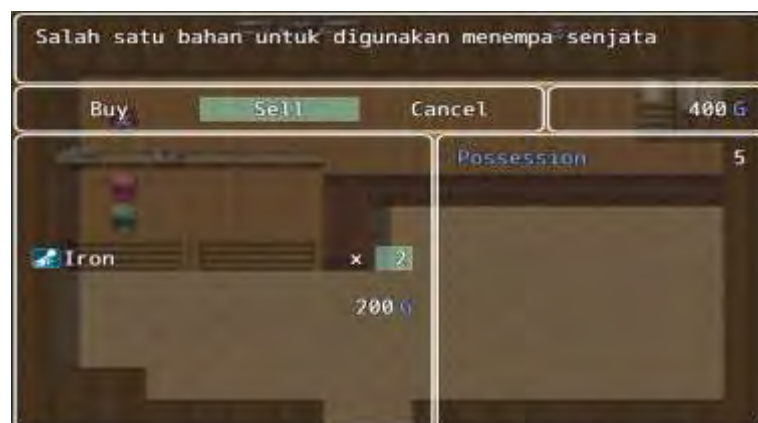 Salah satu bahan untuk digunakan menempa senjata
Buy Sell Cancel 400 G
Possession 5
Iron × 2
200 G